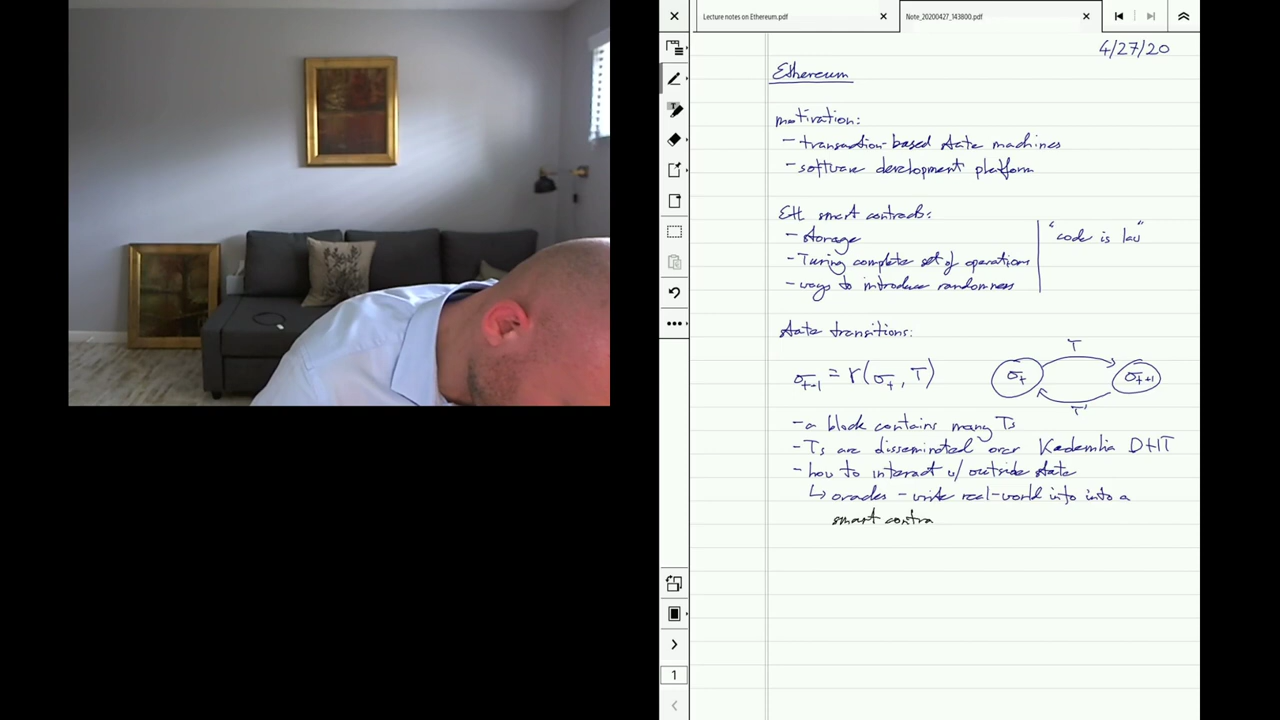 Lecture notes on Ethereum.pdf
Note_20200427_143800.pdf
4/27/20
Ethereum
motivation:
- transaction-based state machines
- software development platform
Eth smart contracts:
- storage
"code is law"
- Turing complete set of operations
- ways to introduce randomness
state transitions:
T
σt+1 = γ(σt, T)
σt
σt+1
T'
- a block contains many Ts
- Ts are disseminated over Kademlia DHT
- how to interact w/ outside state
↳ oracles - write real-world info into a
smart contra
1